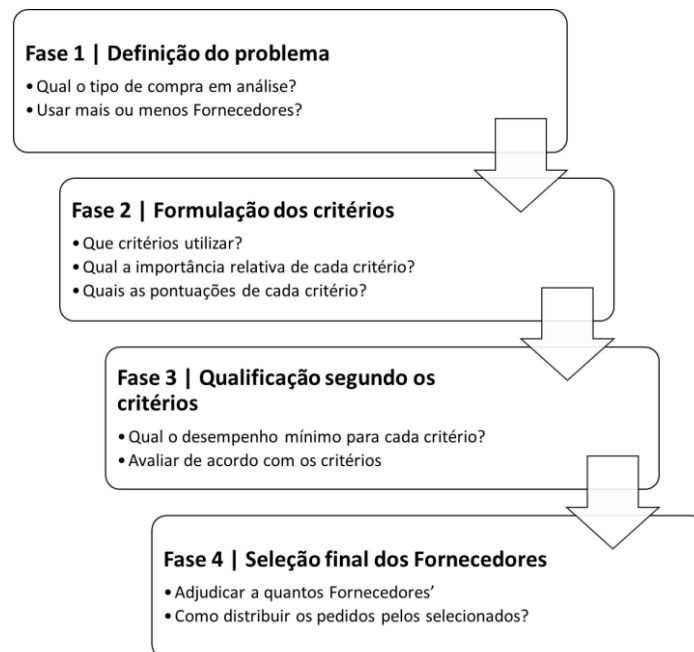 Fase 1 | Definição do problema
• Qual o tipo de compra em análise?
• Usar mais ou menos Fornecedores?
Fase 2 | Formulação dos critérios
• Que critérios utilizar?
• Qual a importância relativa de cada critério?
• Quais as pontuações de cada critério?
Fase 3 | Qualificação segundo os
critérios
• Qual o desempenho mínimo para cada critério?
• Avaliar de acordo com os critérios
Fase 4 | Seleção final dos Fornecedores
• Adjudicar a quantos Fornecedores’
• Como distribuir os pedidos pelos selecionados?